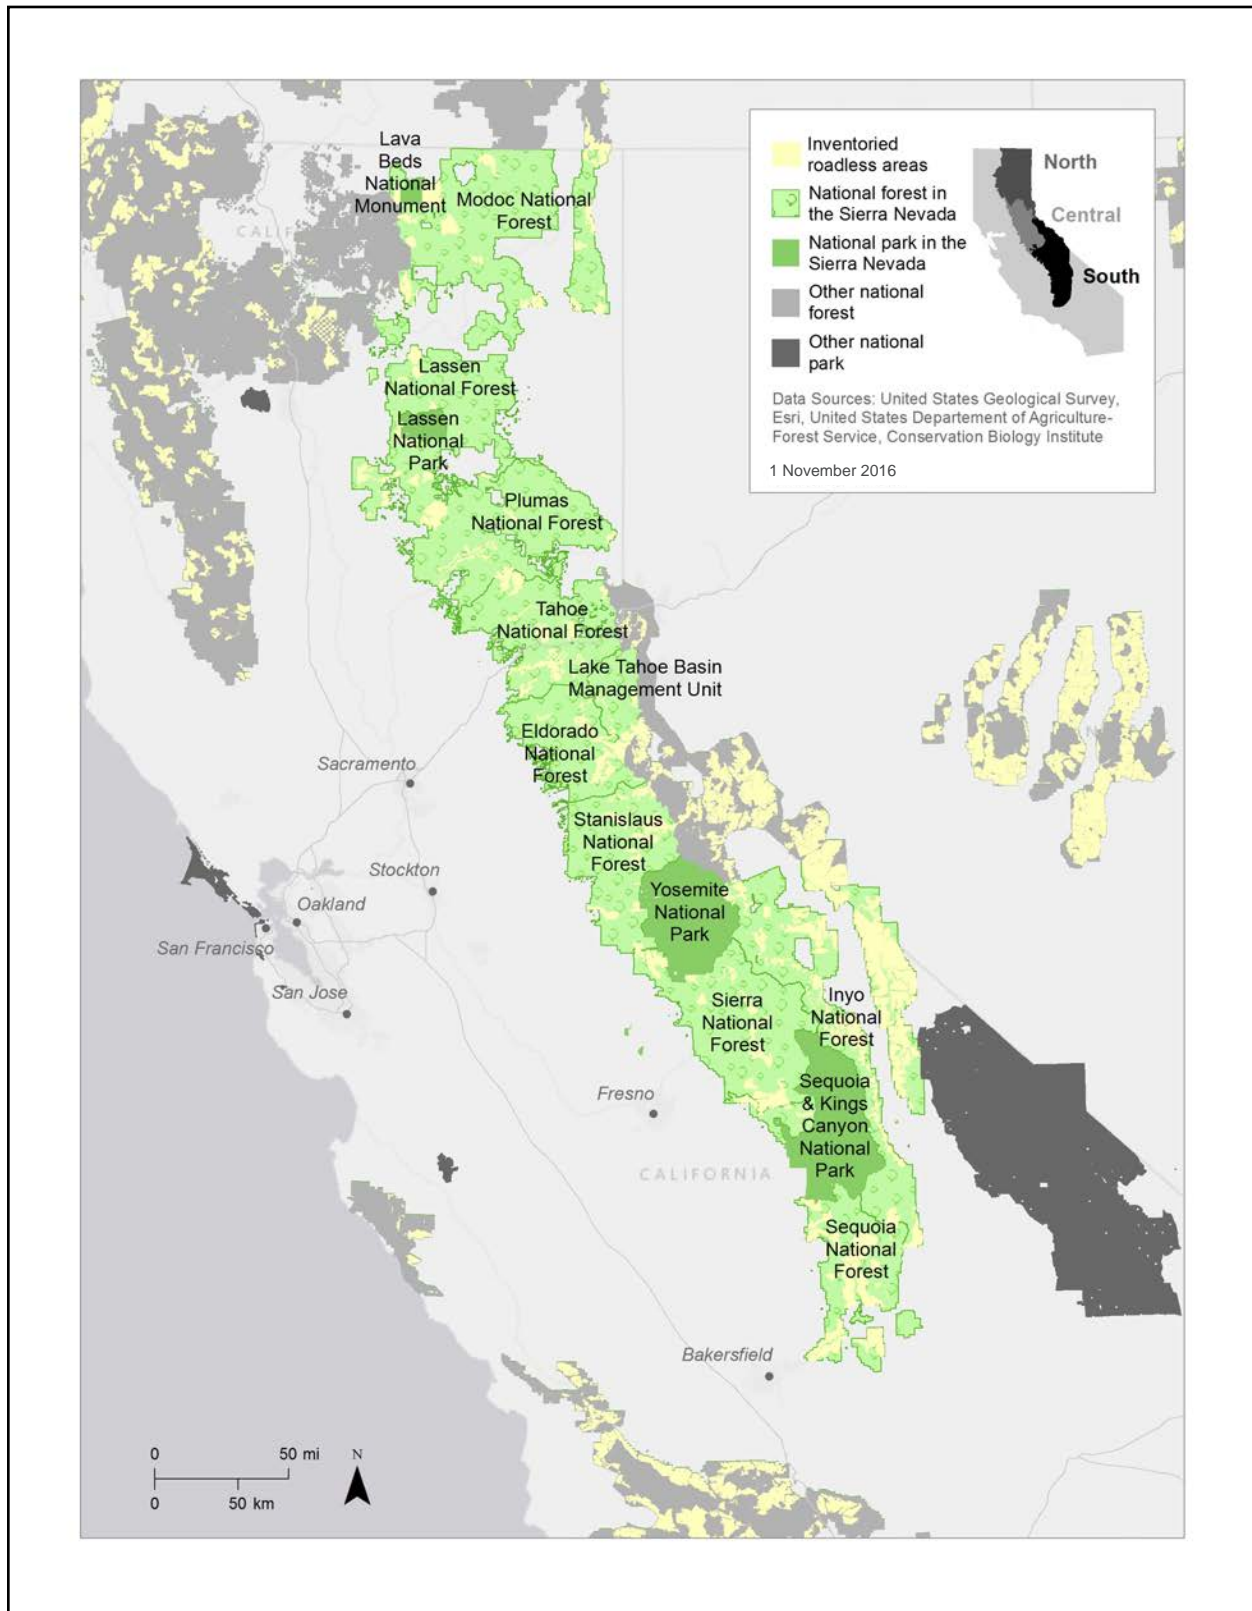 Lava
Beds
National
Monument
Modoc National
Forest
CALIF
Inventoried
roadless areas
National forest in
the Sierra Nevada
National park in the
Sierra Nevada
Other national
forest
Other national
park
North
Central
South
Data Sources: United States Geological Survey,
Esri, United States Departement of Agriculture-
Forest Service, Conservation Biology Institute
1 November 2016
Lassen
National Forest
Lassen
National
Park
Plumas
National Forest
Tahoe
National Forest
Lake Tahoe Basin
Management Unit
Eldorado
National
Forest
Sacramento
Stanislaus
National
Forest
Stockton
Yosemite
National
Park
Oakland
San Francisco
San Jose
Sierra
National
Forest
Inyo
National
Forest
Fresno
Sequoia
& Kings
Canyon
National
Park
CALIFORNIA
Sequoia
National
Forest
Bakersfield
0 50 mi
0 50 km
N